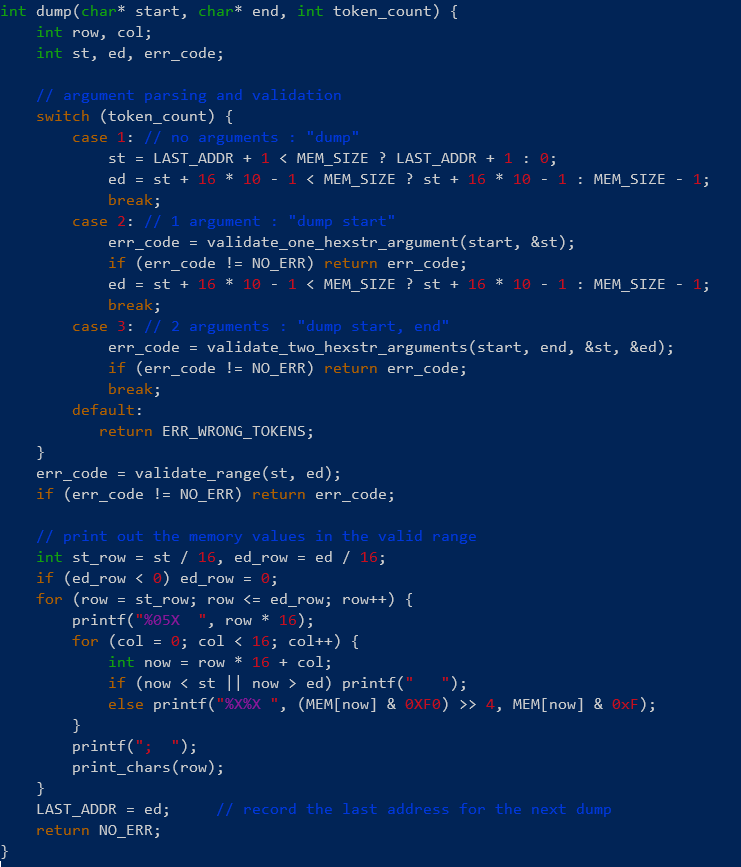 int dump(char* start, char* end, int token_count) {
    int row, col;
    int st, ed, err_code;

    // argument parsing and validation
    switch (token_count) {
        case 1: // no arguments : "dump"
            st = LAST_ADDR + 1 < MEM_SIZE ? LAST_ADDR + 1 : 0;
            ed = st + 16 * 10 - 1 < MEM_SIZE ? st + 16 * 10 - 1 : MEM_SIZE - 1;
            break;
        case 2: // 1 argument : "dump start"
            err_code = validate_one_hexstr_argument(start, &st);
            if (err_code != NO_ERR) return err_code;
            ed = st + 16 * 10 - 1 < MEM_SIZE ? st + 16 * 10 - 1 : MEM_SIZE - 1;
            break;
        case 3: // 2 arguments : "dump start, end"
            err_code = validate_two_hexstr_arguments(start, end, &st, &ed);
            if (err_code != NO_ERR) return err_code;
            break;
        default:
           return ERR_WRONG_TOKENS;
    }
    err_code = validate_range(st, ed);
    if (err_code != NO_ERR) return err_code;

    // print out the memory values in the valid range
    int st_row = st / 16, ed_row = ed / 16;
    if (ed_row < 0) ed_row = 0;
    for (row = st_row; row <= ed_row; row++) {
        printf("%05X  ", row * 16);
        for (col = 0; col < 16; col++) {
            int now = row * 16 + col;
            if (now < st || now > ed) printf("   ");
            else printf("%X%X ", (MEM[now] & 0XF0) >> 4, MEM[now] & 0xF);
        }
        printf(";  ");
        print_chars(row);
    }
    LAST_ADDR = ed;     // record the last address for the next dump
    return NO_ERR;
}